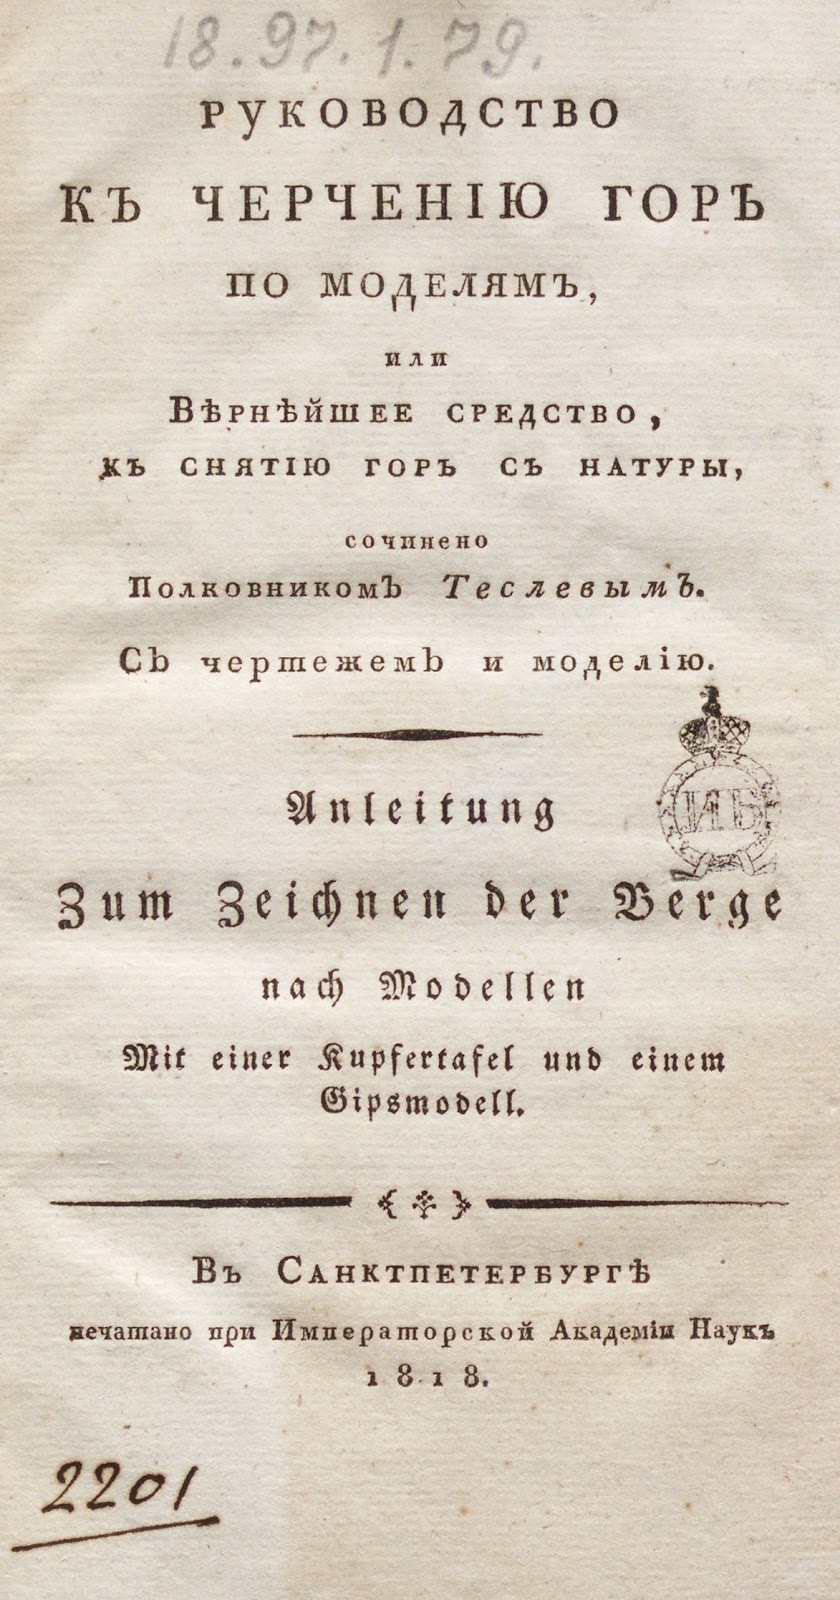 18.97.1.79.
РУКОВОДСТВО
КЪ ЧЕРЧЕНІЮ ГОРЪ
ПО МОДЕЛЯМЪ,
или
ВѢРНѢЙШЕЕ СРЕДСТВО,
КЪ СНЯТІЮ ГОРЪ СЪ НАТУРЫ,
сочинено
Полковникомъ Теслевымъ.
Съ чертежемъ и моделію.
ИБ
Anleitung
Zum Zeichnen der Berge
nach Modellen
Mit einer Kupfertafel und einem
Gipsmodell.
ВЪ САНКТПЕТЕРБУРГѢ
печатано при Императорской Академіи Наукъ
1818.
2201